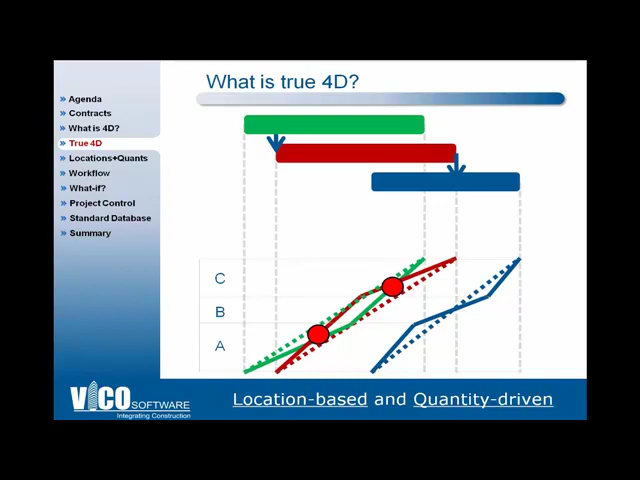 What is true 4D?
» Agenda
» Contracts
» What is 4D?
» True 4D
» Locations+Quants
» Workflow
» What-if?
» Project Control
» Standard Database
» Summary
C
B
A
VICO SOFTWARE
Integrating Construction
Location-based and Quantity-driven